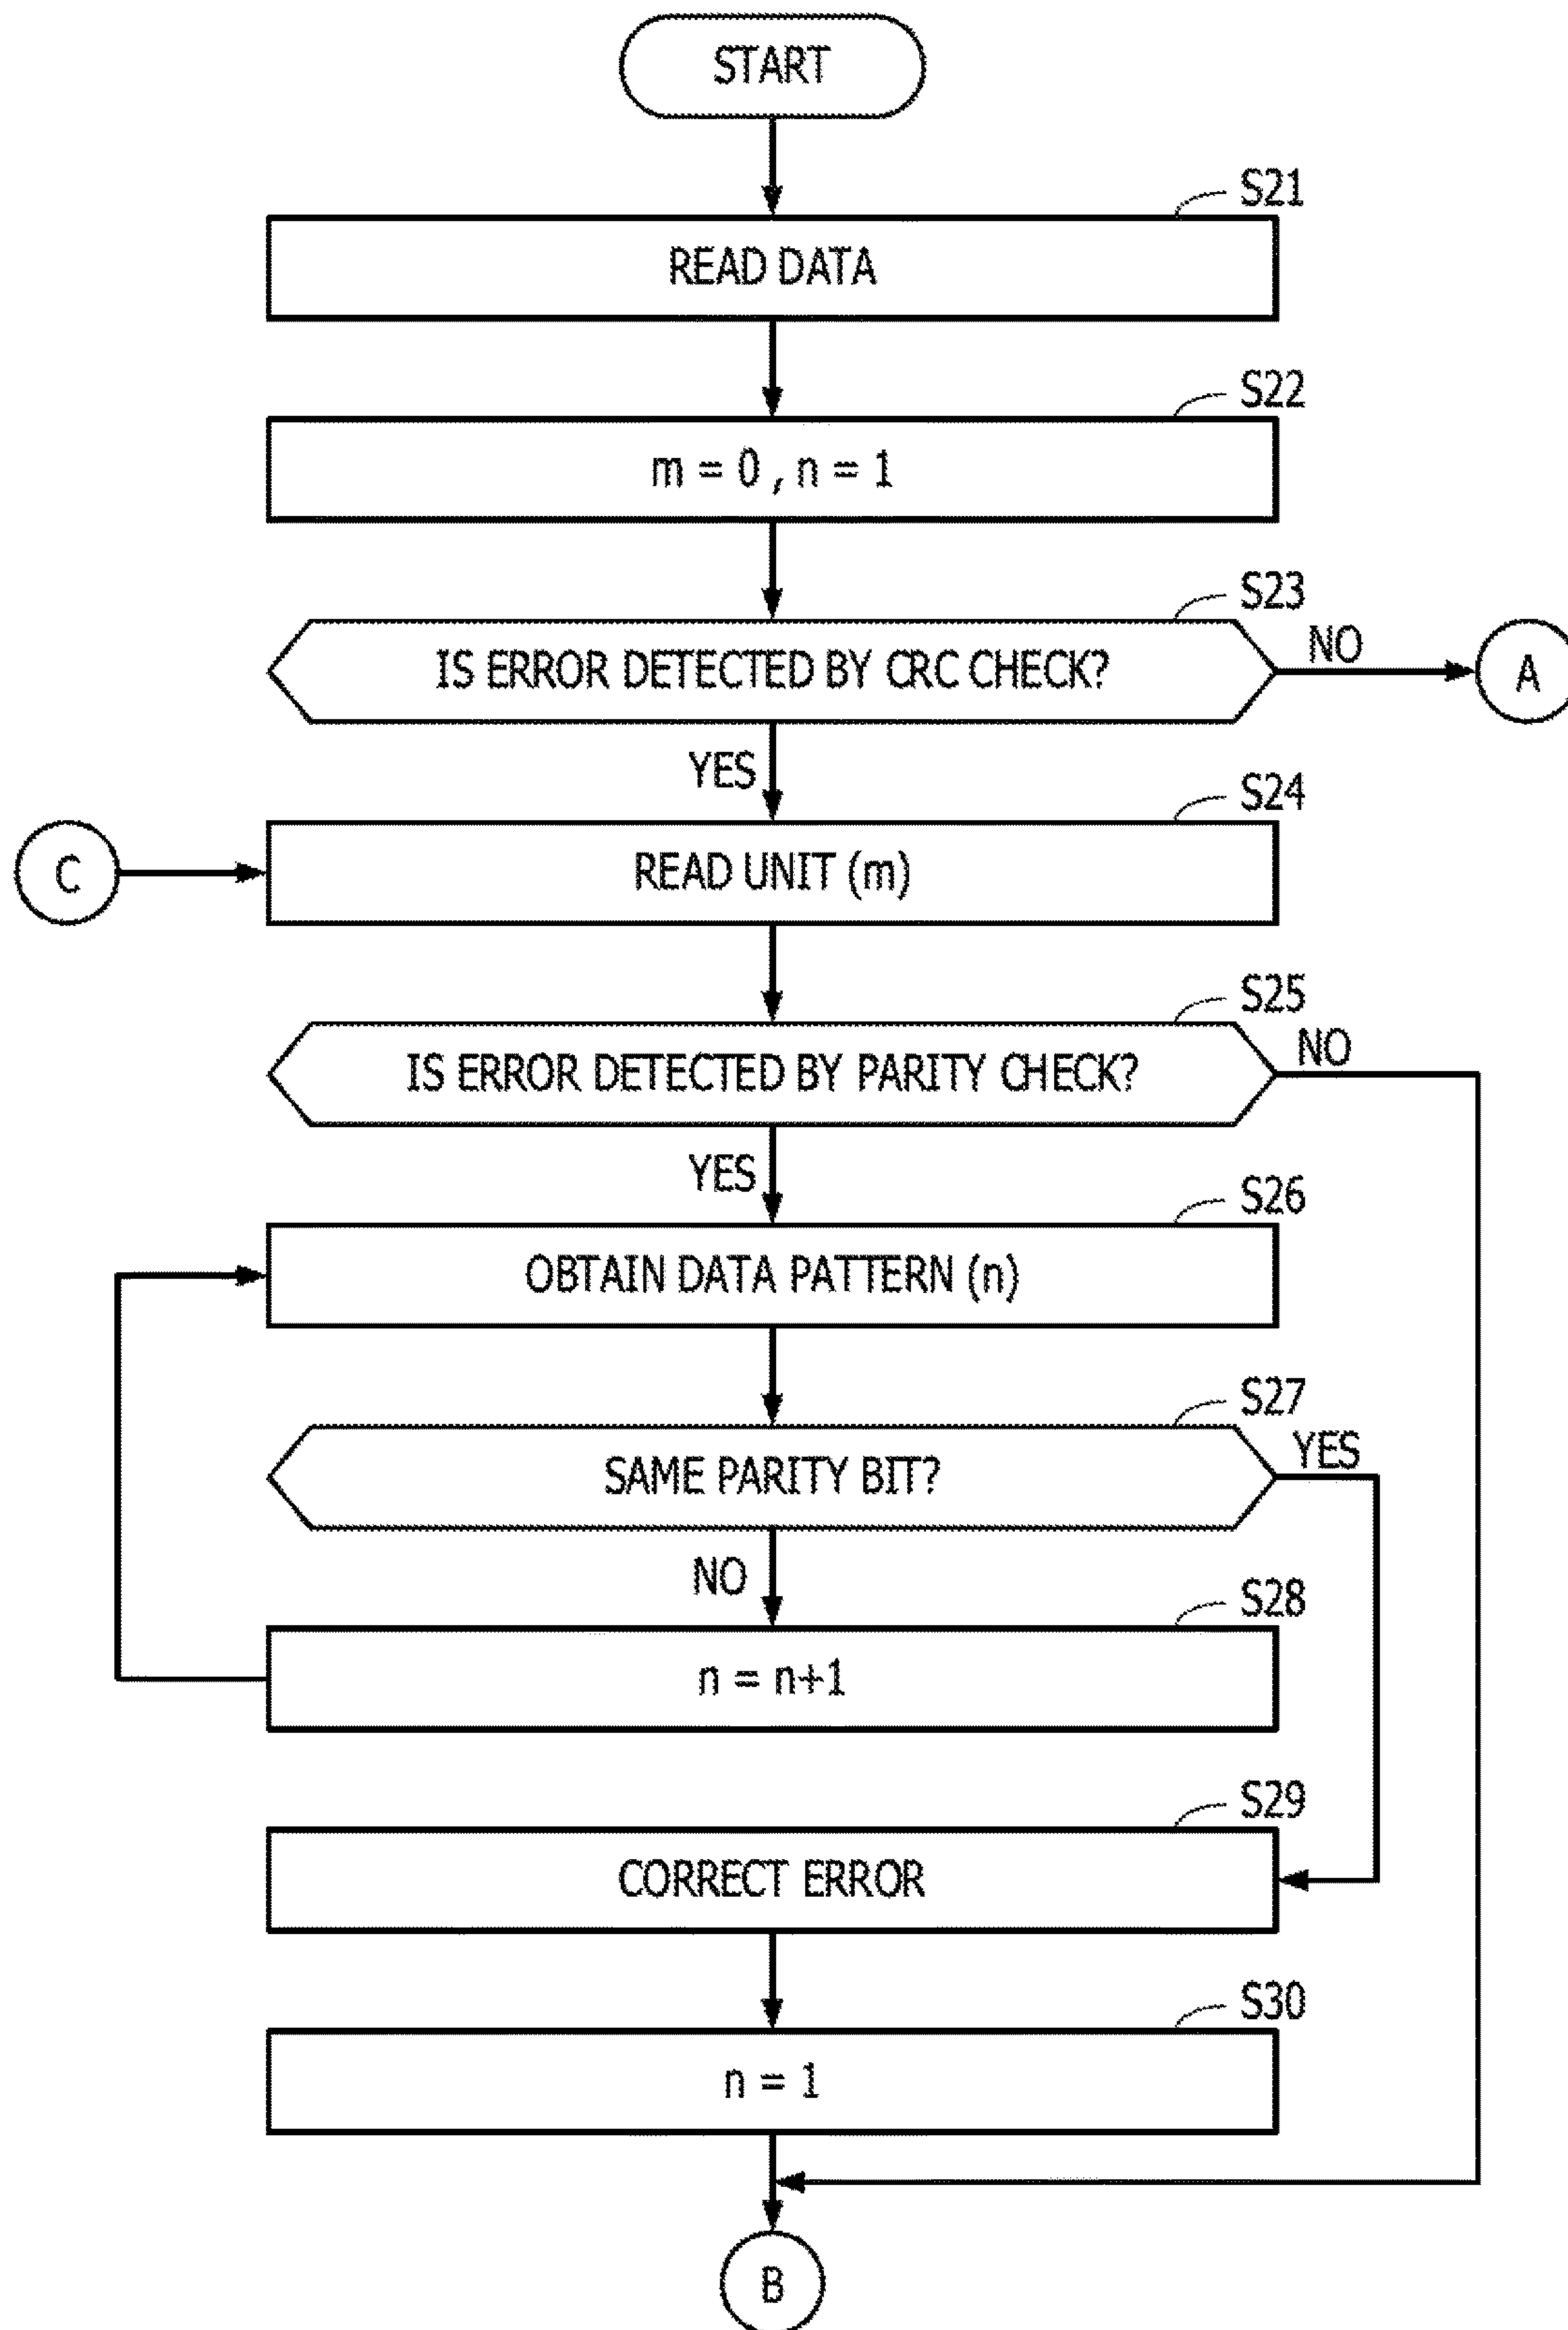 START
S21
READ DATA
S22
m = 0 , n = 1
S23
IS ERROR DETECTED BY CRC CHECK?
NO
A
YES
S24
C
READ UNIT (m)
S25
IS ERROR DETECTED BY PARITY CHECK?
NO
YES
S26
OBTAIN DATA PATTERN (n)
S27
SAME PARITY BIT?
YES
NO
S28
n = n+1
S29
CORRECT ERROR
S30
n = 1
B